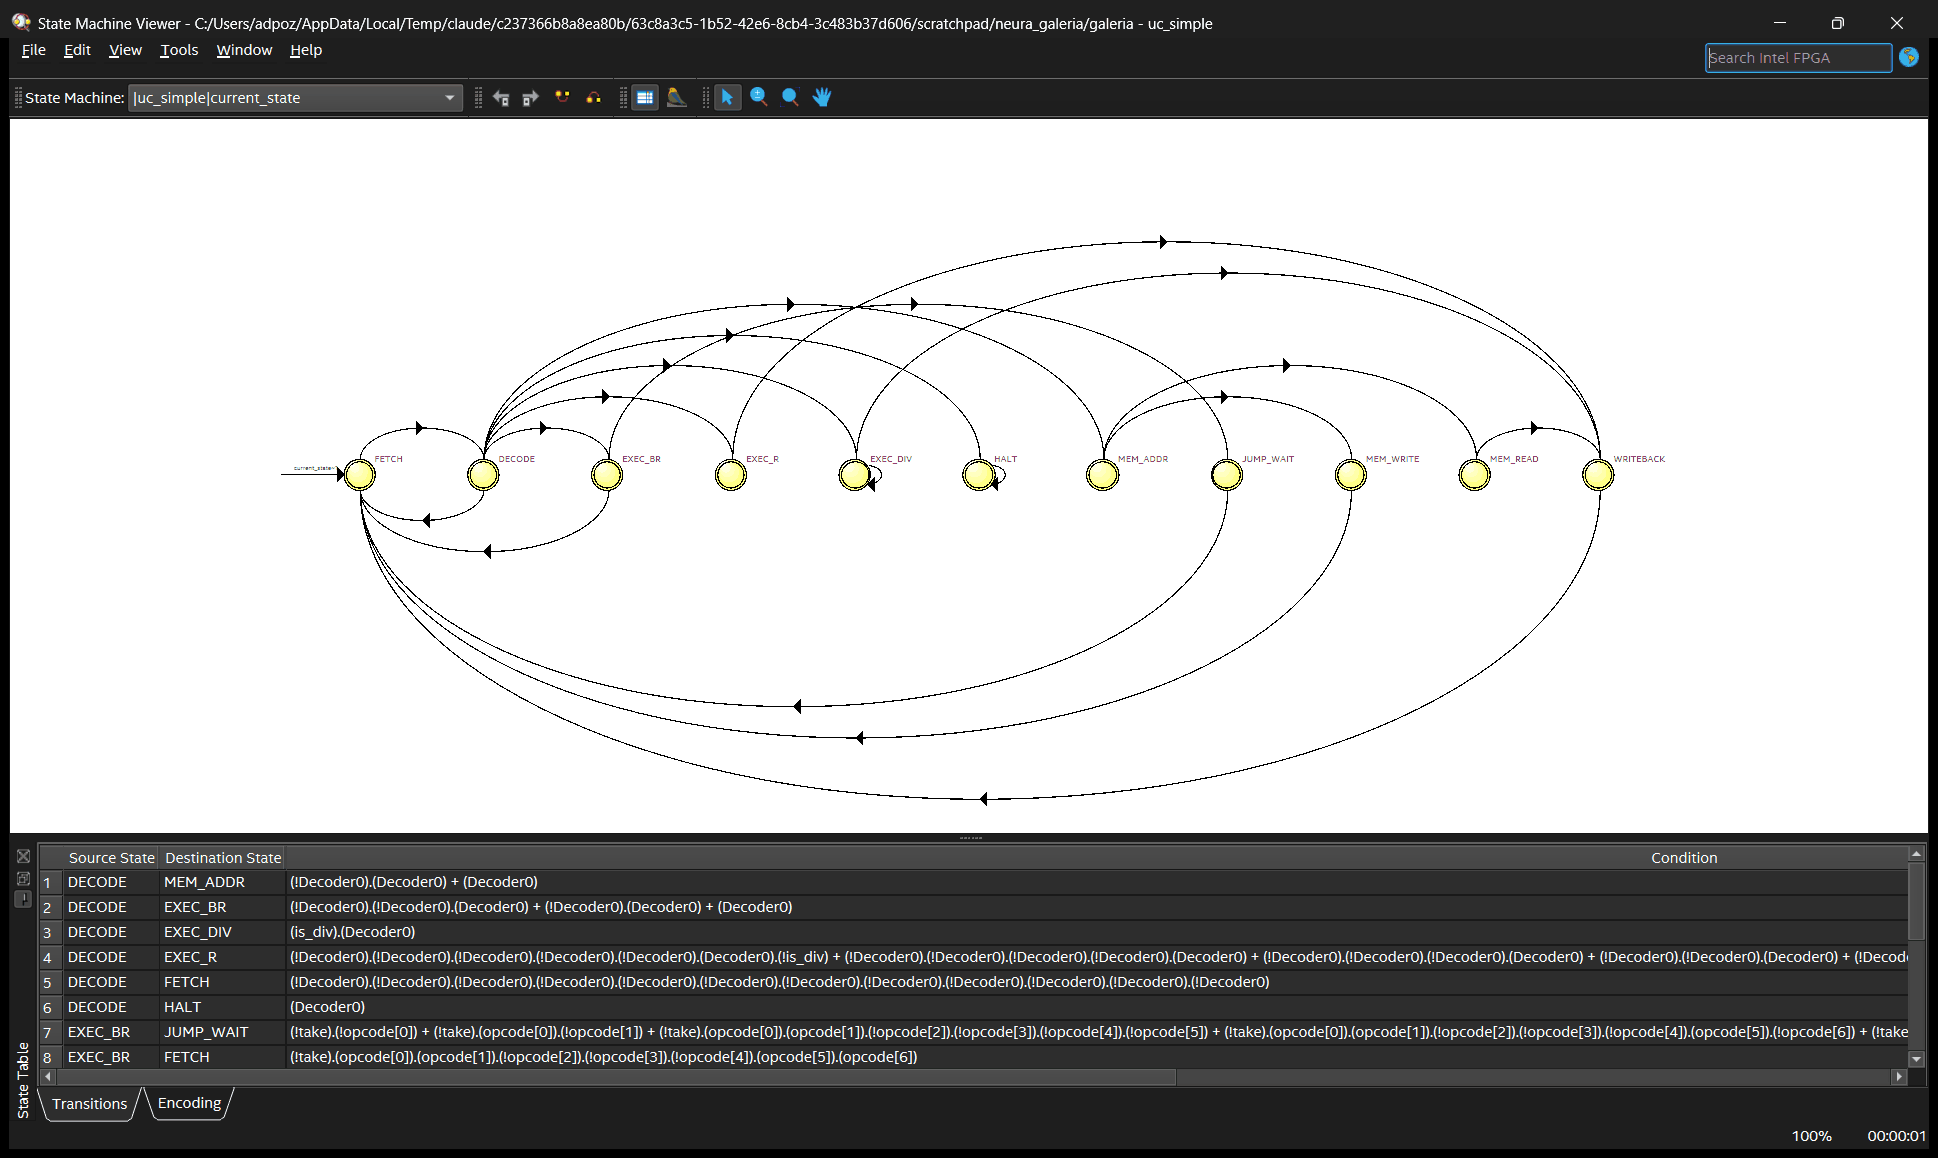 State Machine Viewer - C:/Users/adpoz/AppData/Local/Temp/claude/c237366b8a8ea80b/63c8a3c5-1b52-42e6-8cb4-3c483b37d606/scratchpad/neura_galeria/galeria - uc_simple
File Edit View Tools Window Help
Search Intel FPGA
State Machine: |uc_simple|current_state
current_state~
FETCH DECODE EXEC_BR EXEC_R EXEC_DIV HALT MEM_ADDR JUMP_WAIT MEM_WRITE MEM_READ WRITEBACK
Source State Destination State Condition
1 DECODE MEM_ADDR (!Decoder0).(Decoder0) + (Decoder0)
2 DECODE EXEC_BR (!Decoder0).(!Decoder0).(Decoder0) + (!Decoder0).(Decoder0) + (Decoder0)
3 DECODE EXEC_DIV (is_div).(Decoder0)
4 DECODE EXEC_R (!Decoder0).(!Decoder0).(!Decoder0).(!Decoder0).(!Decoder0).(Decoder0).(!is_div) + (!Decoder0).(!Decoder0).(!Decoder0).(!Decoder0).(Decoder0) + (!Decoder0).(!Decoder0).(!Decoder0).(Decoder0) + (!Decoder0).(!Decoder0).(Decoder0) + (!Decod
5 DECODE FETCH (!Decoder0).(!Decoder0).(!Decoder0).(!Decoder0).(!Decoder0).(!Decoder0).(!Decoder0).(!Decoder0).(!Decoder0).(!Decoder0).(!Decoder0).(!Decoder0)
6 DECODE HALT (Decoder0)
7 EXEC_BR JUMP_WAIT (!take).(!opcode[0]) + (!take).(opcode[0]).(!opcode[1]) + (!take).(opcode[0]).(opcode[1]).(!opcode[2]).(!opcode[3]).(!opcode[4]).(!opcode[5]) + (!take).(opcode[0]).(opcode[1]).(!opcode[2]).(!opcode[3]).(!opcode[4]).(opcode[5]).(!opcode[6]) + (!take
8 EXEC_BR FETCH (!take).(opcode[0]).(opcode[1]).(!opcode[2]).(!opcode[3]).(!opcode[4]).(opcode[5]).(opcode[6])
State Table
Transitions Encoding
100% 00:00:01